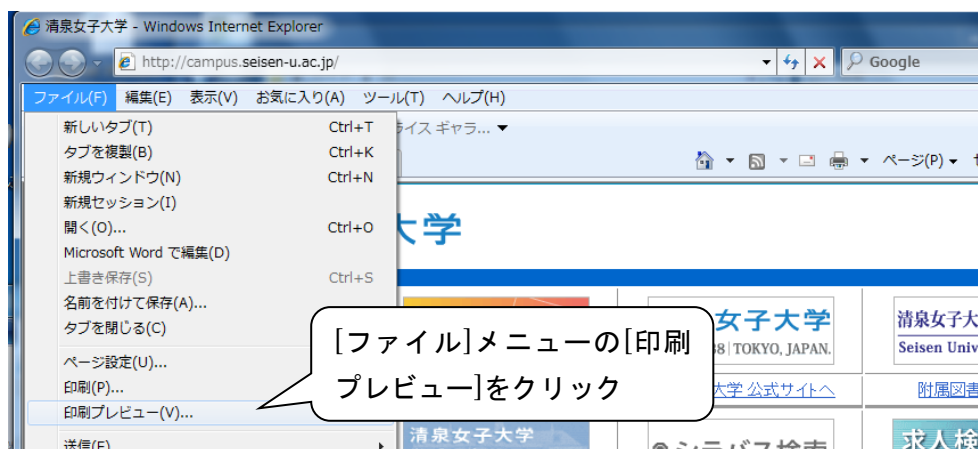 清泉女子大学 - Windows Internet Explorer
http://campus.seisen-u.ac.jp/
Google
ファイル(F) 編集(E) 表示(V) お気に入り(A) ツール(T) ヘルプ(H)
新しいタブ(T) Ctrl+T
ライス ギャラ...
タブを複製(B) Ctrl+K
ページ(P)
新規ウィンドウ(N) Ctrl+N
新規セッション(I)
開く(O)... Ctrl+O
大学
Microsoft Word で編集(D)
上書き保存(S) Ctrl+S
名前を付けて保存(A)...
タブを閉じる(C)
ページ設定(U)...
印刷(P)...
印刷プレビュー(V)...
送信(E)
[ファイル]メニューの[印刷
プレビュー]をクリック
女子大学
38 | TOKYO, JAPAN.
大学 公式サイトへ
清泉女子大
Seisen Univ
附属図書
清泉女子大学
シラバス検索
求人検